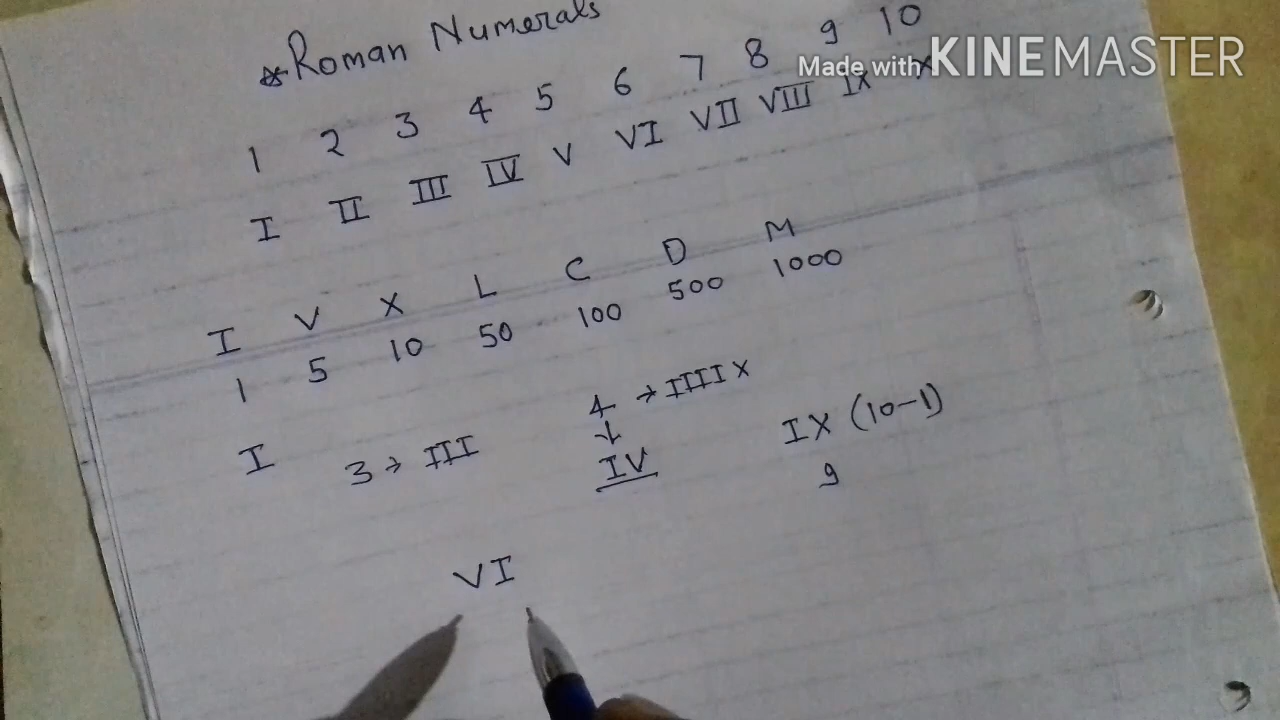 * Roman Numerals
Made with KINEMASTER
1 2 3 4 5 6 7 8 9 10
I II III IV V VI VII VIII IX X
I V X L C D M
1 5 10 50 100 500 1000
I 3 → III 4 → IIII X IX (10-1)
↓
IV 9
VI